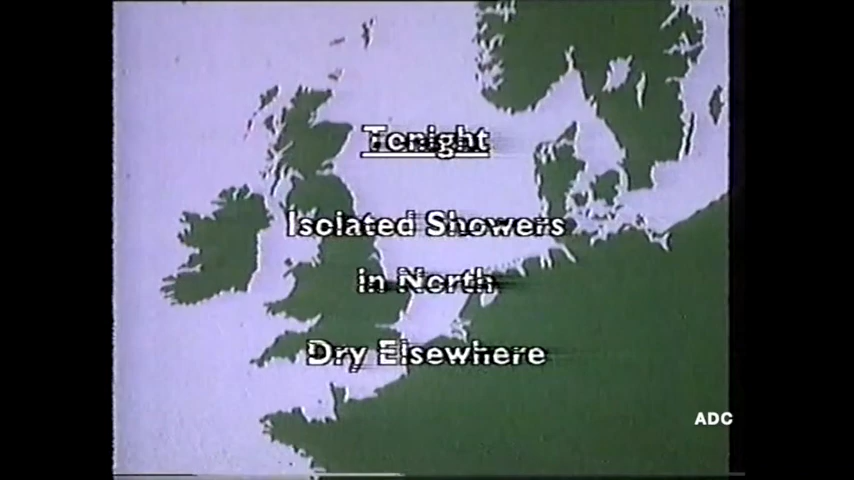 Tonight
Isolated Showers
in North
Dry Elsewhere
ADC